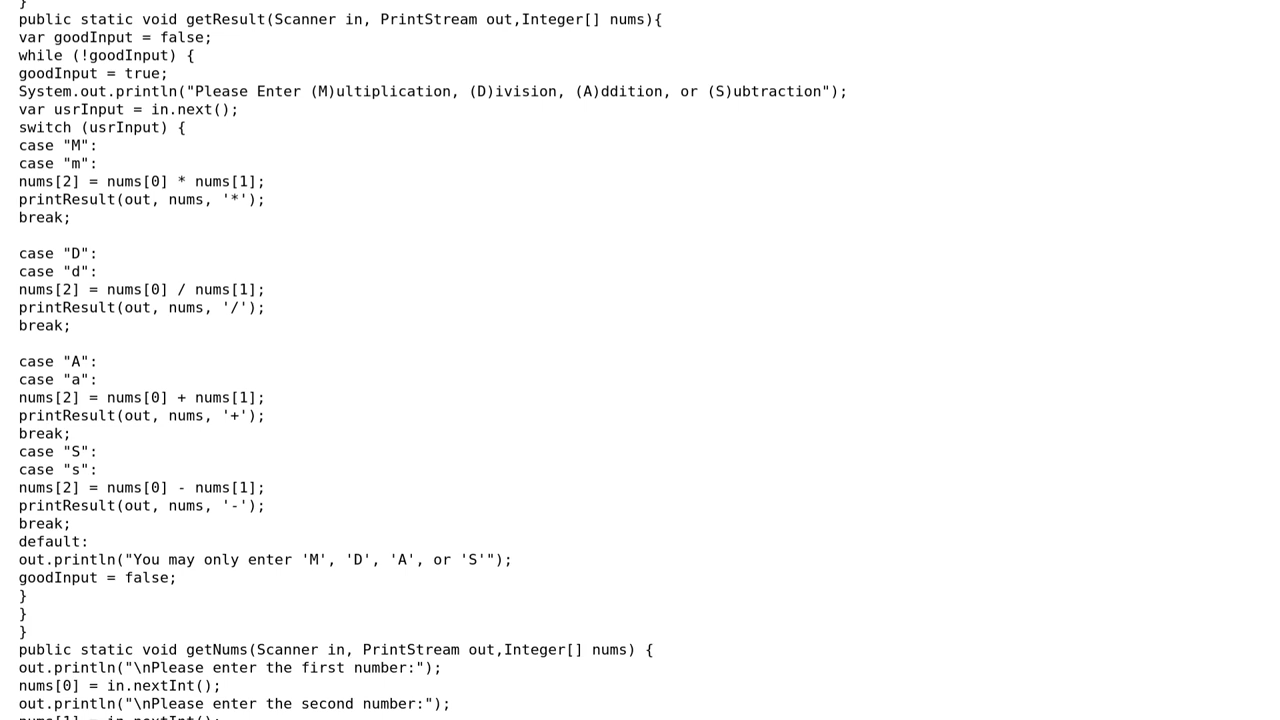 }
public static void getResult(Scanner in, PrintStream out,Integer[] nums){
var goodInput = false;
while (!goodInput) {
goodInput = true;
System.out.println("Please Enter (M)ultiplication, (D)ivision, (A)ddition, or (S)ubtraction");
var usrInput = in.next();
switch (usrInput) {
case "M":
case "m":
nums[2] = nums[0] * nums[1];
printResult(out, nums, '*');
break;
case "D":
case "d":
nums[2] = nums[0] / nums[1];
printResult(out, nums, '/');
break;
case "A":
case "a":
nums[2] = nums[0] + nums[1];
printResult(out, nums, '+');
break;
case "S":
case "s":
nums[2] = nums[0] - nums[1];
printResult(out, nums, '-');
break;
default:
out.println("You may only enter 'M', 'D', 'A', or 'S'");
goodInput = false;
}
}
}
public static void getNums(Scanner in, PrintStream out,Integer[] nums) {
out.println("\nPlease enter the first number:");
nums[0] = in.nextInt();
out.println("\nPlease enter the second number:");
nums[1] = in.nextInt();